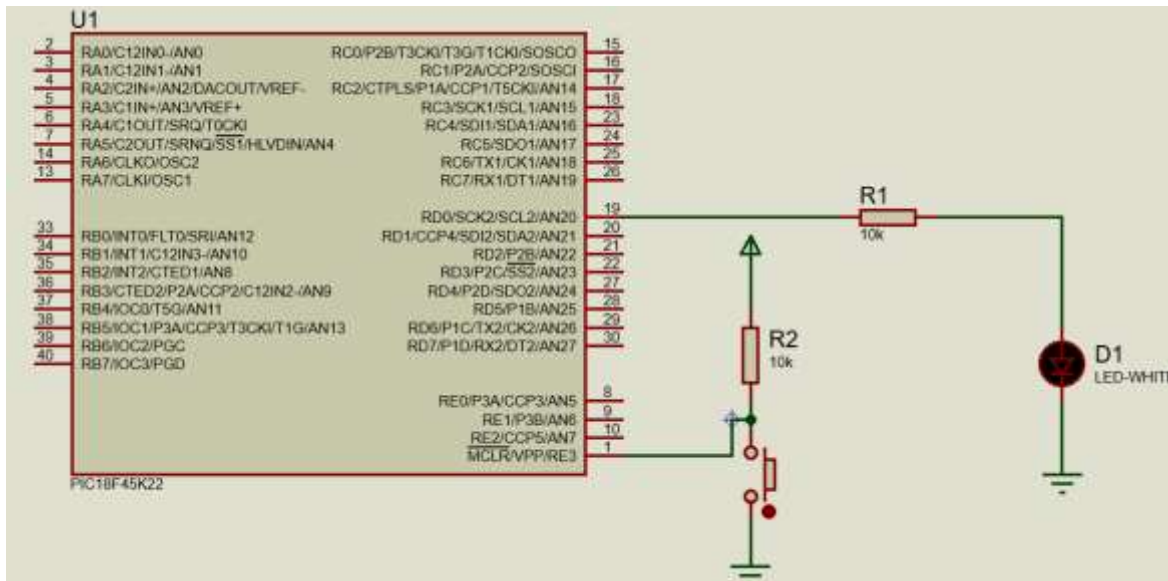 U1
2 RA0/C12IN0-/AN0
3 RA1/C12IN1-/AN1
4 RA2/C2IN+/AN2/DACOUT/VREF-
5 RA3/C1IN+/AN3/VREF+
6 RA4/C1OUT/SRQ/T0CKI
7 RA5/C2OUT/SRNQ/SS1/HLVDIN/AN4
14 RA6/CLKO/OSC2
13 RA7/CLKI/OSC1
33 RB0/INT0/FLT0/SRI/AN12
34 RB1/INT1/C12IN3-/AN10
35 RB2/INT2/CTED1/AN8
36 RB3/CTED2/P2A/CCP2/C12IN2-/AN9
37 RB4/IOC0/T5G/AN11
38 RB5/IOC1/P3A/CCP3/T3CKI/T1G/AN13
39 RB6/IOC2/PGC
40 RB7/IOC3/PGD
RC0/P2B/T3CKI/T3G/T1CKI/SOSCO 15
RC1/P2A/CCP2/SOSCI 16
RC2/CTPLS/P1A/CCP1/T5CKI/AN14 17
RC3/SCK1/SCL1/AN15 18
RC4/SDI1/SDA1/AN16 23
RC5/SDO1/AN17 24
RC6/TX1/CK1/AN18 25
RC7/RX1/DT1/AN19 26
RD0/SCK2/SCL2/AN20 19
RD1/CCP4/SDI2/SDA2/AN21 20
RD2/P2B/AN22 21
RD3/P2C/SS2/AN23 22
RD4/P2D/SDO2/AN24 27
RD5/P1B/AN25 28
RD6/P1C/TX2/CK2/AN26 29
RD7/P1D/RX2/DT2/AN27 30
RE0/P3A/CCP3/AN5 8
RE1/P3B/AN6 9
RE2/CCP5/AN7 10
MCLR/VPP/RE3 1
PIC18F45K22
R1
10k
R2
10k
D1
LED-WHIT